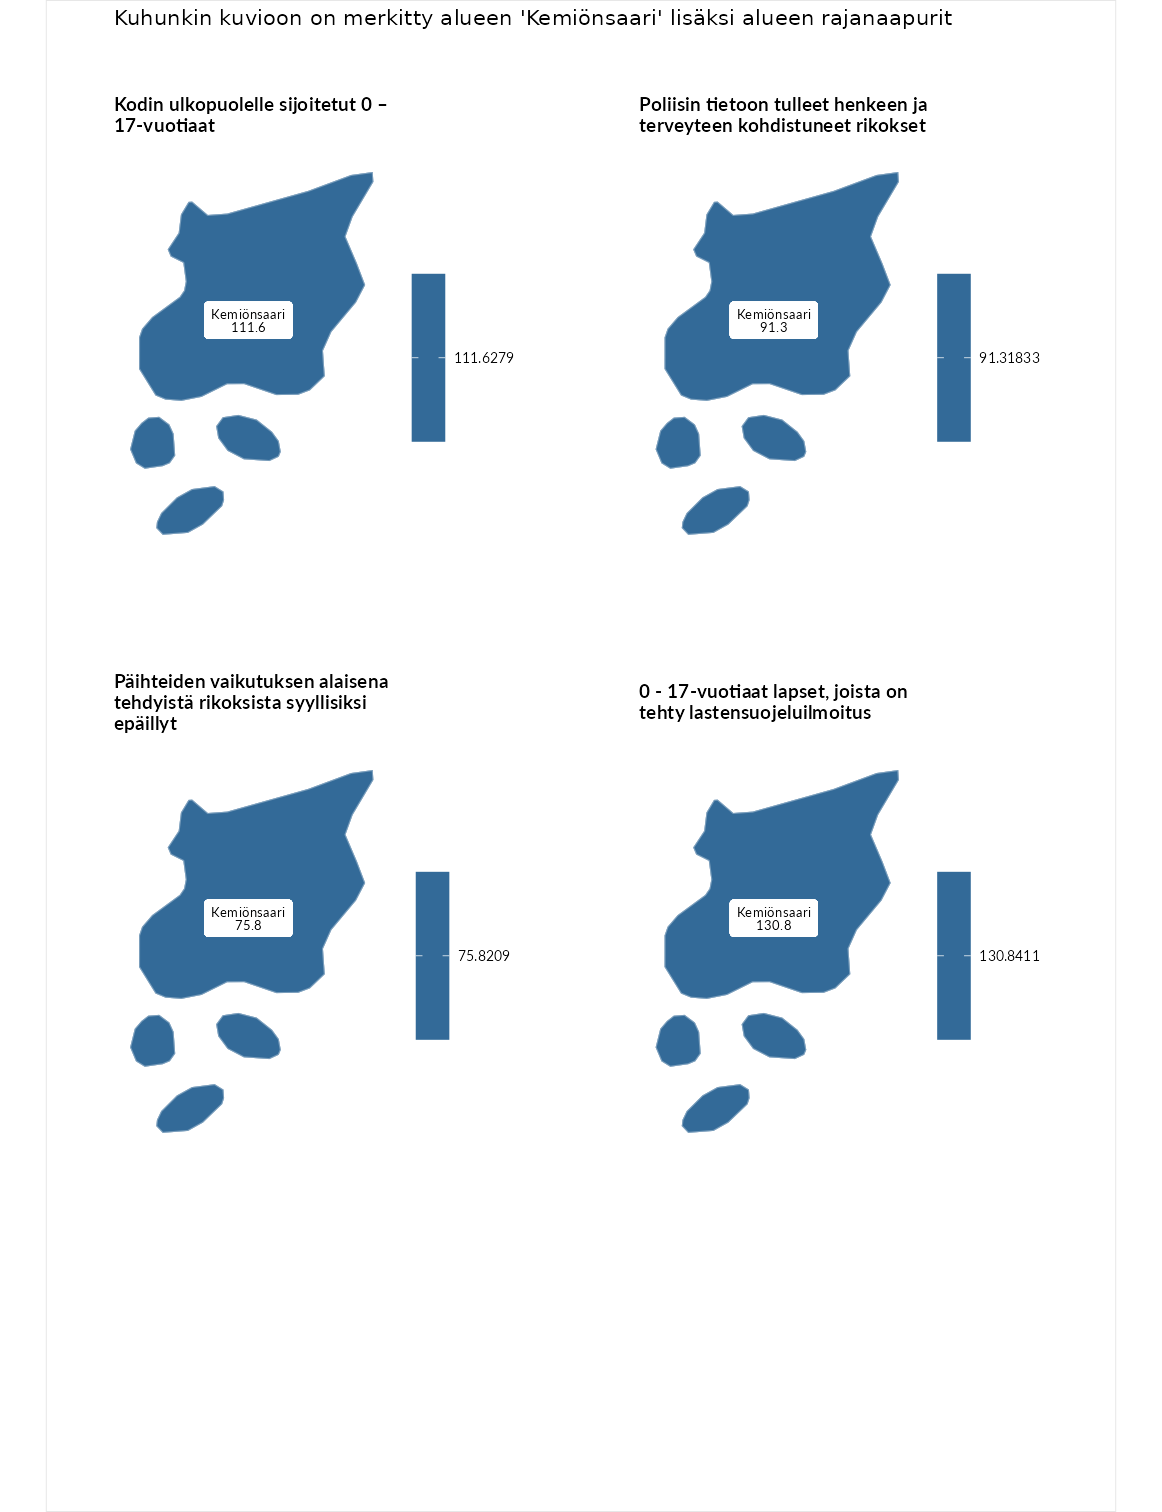 Kuhunkin kuvioon on merkitty alueen 'Kemiönsaari' lisäksi alueen rajanaapurit
Kodin ulkopuolelle sijoitetut 0 –
17-vuotiaat
Kemiönsaari
111.6
111.6279
Poliisin tietoon tulleet henkeen ja
terveyteen kohdistuneet rikokset
Kemiönsaari
91.3
91.31833
Päihteiden vaikutuksen alaisena
tehdyistä rikoksista syyllisiksi
epäillyt
Kemiönsaari
75.8
75.8209
0 - 17-vuotiaat lapset, joista on
tehty lastensuojeluilmoitus
Kemiönsaari
130.8
130.8411